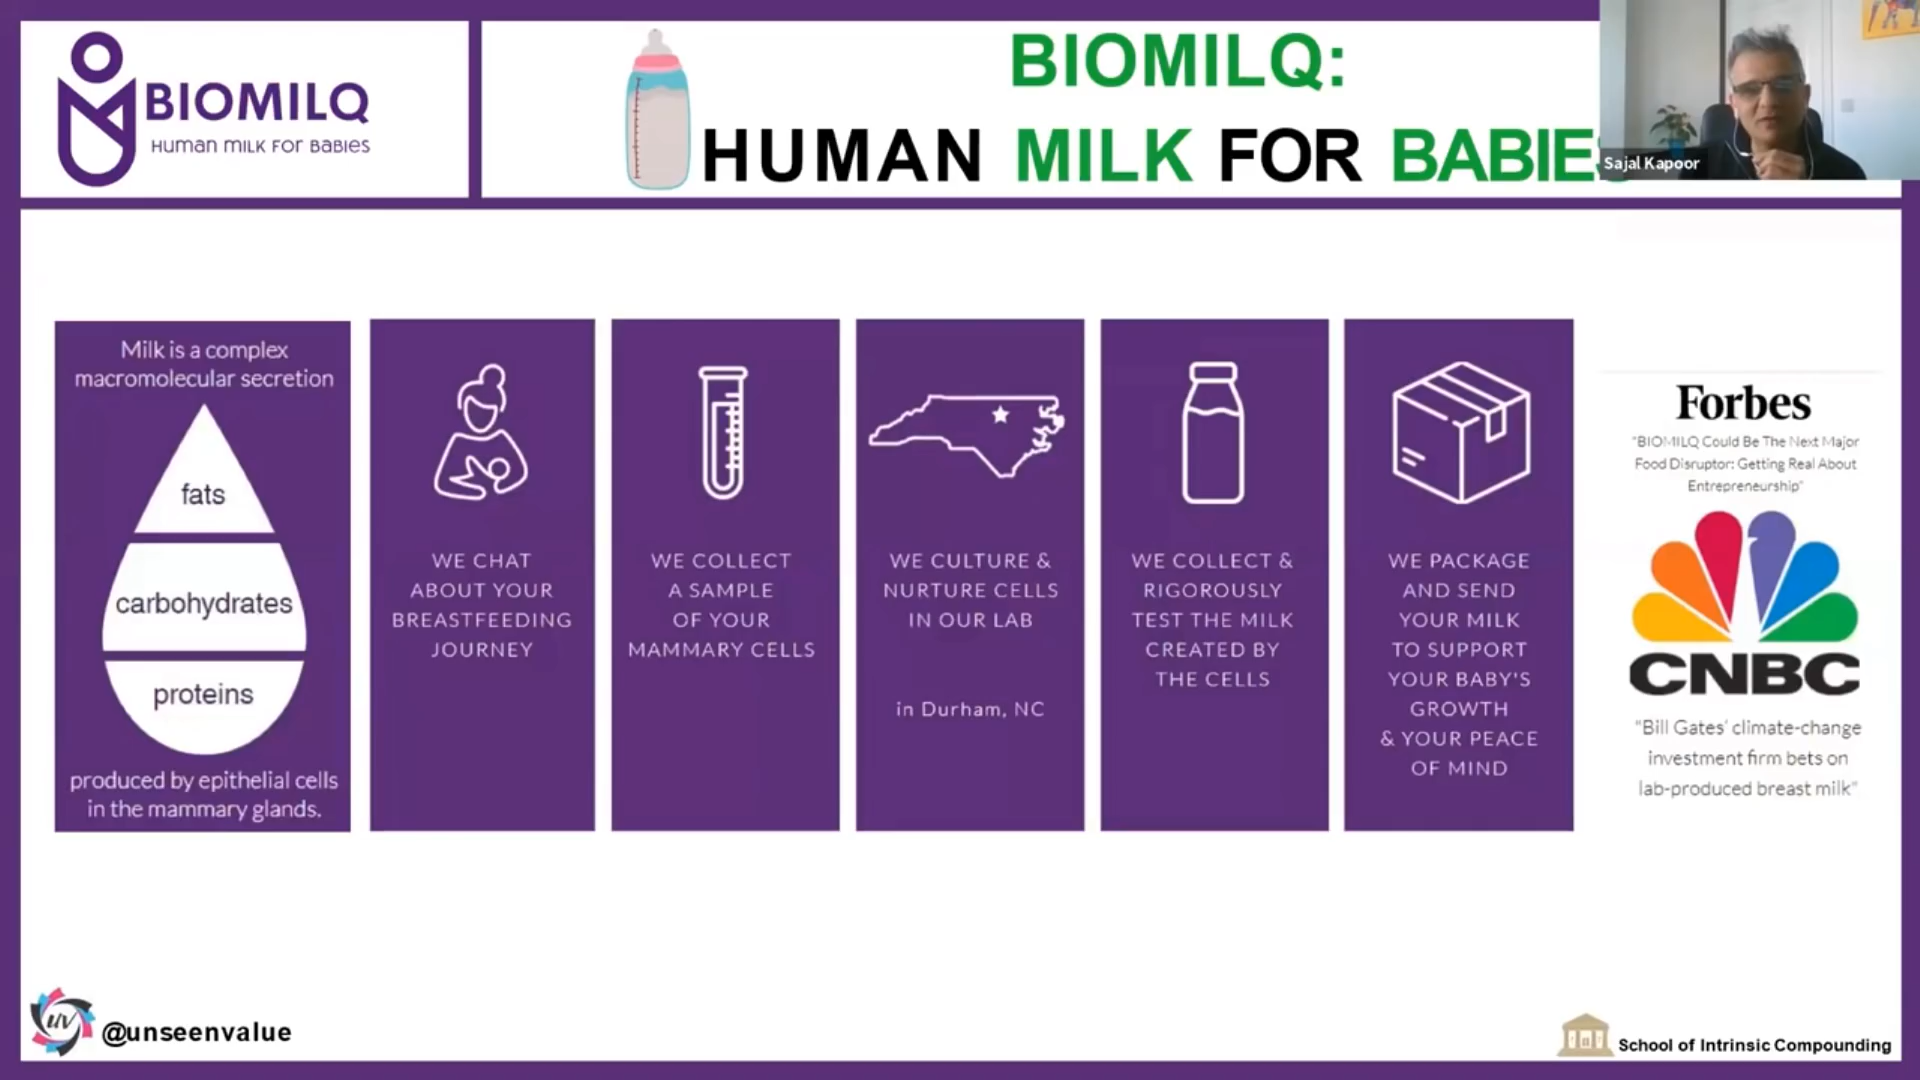 BIOMILQ
HUMAN MILK FOR BABIES
BIOMILQ:
HUMAN MILK FOR BABIES
Sajal Kapoor
Milk is a complex
macromolecular secretion
fats
carbohydrates
proteins
produced by epithelial cells
in the mammary glands.
WE CHAT
ABOUT YOUR
BREASTFEEDING
JOURNEY
WE COLLECT
A SAMPLE
OF YOUR
MAMMARY CELLS
WE CULTURE &
NURTURE CELLS
IN OUR LAB
in Durham, NC
WE COLLECT &
RIGOROUSLY
TEST THE MILK
CREATED BY
THE CELLS
WE PACKAGE
AND SEND
YOUR MILK
TO SUPPORT
YOUR BABY'S
GROWTH
& YOUR PEACE
OF MIND
Forbes
"BIOMILQ Could Be The Next Major
Food Disruptor: Getting Real About
Entrepreneurship"
CNBC
"Bill Gates' climate-change
investment firm bets on
lab-produced breast milk"
UV
@unseenvalue
School of Intrinsic Compounding